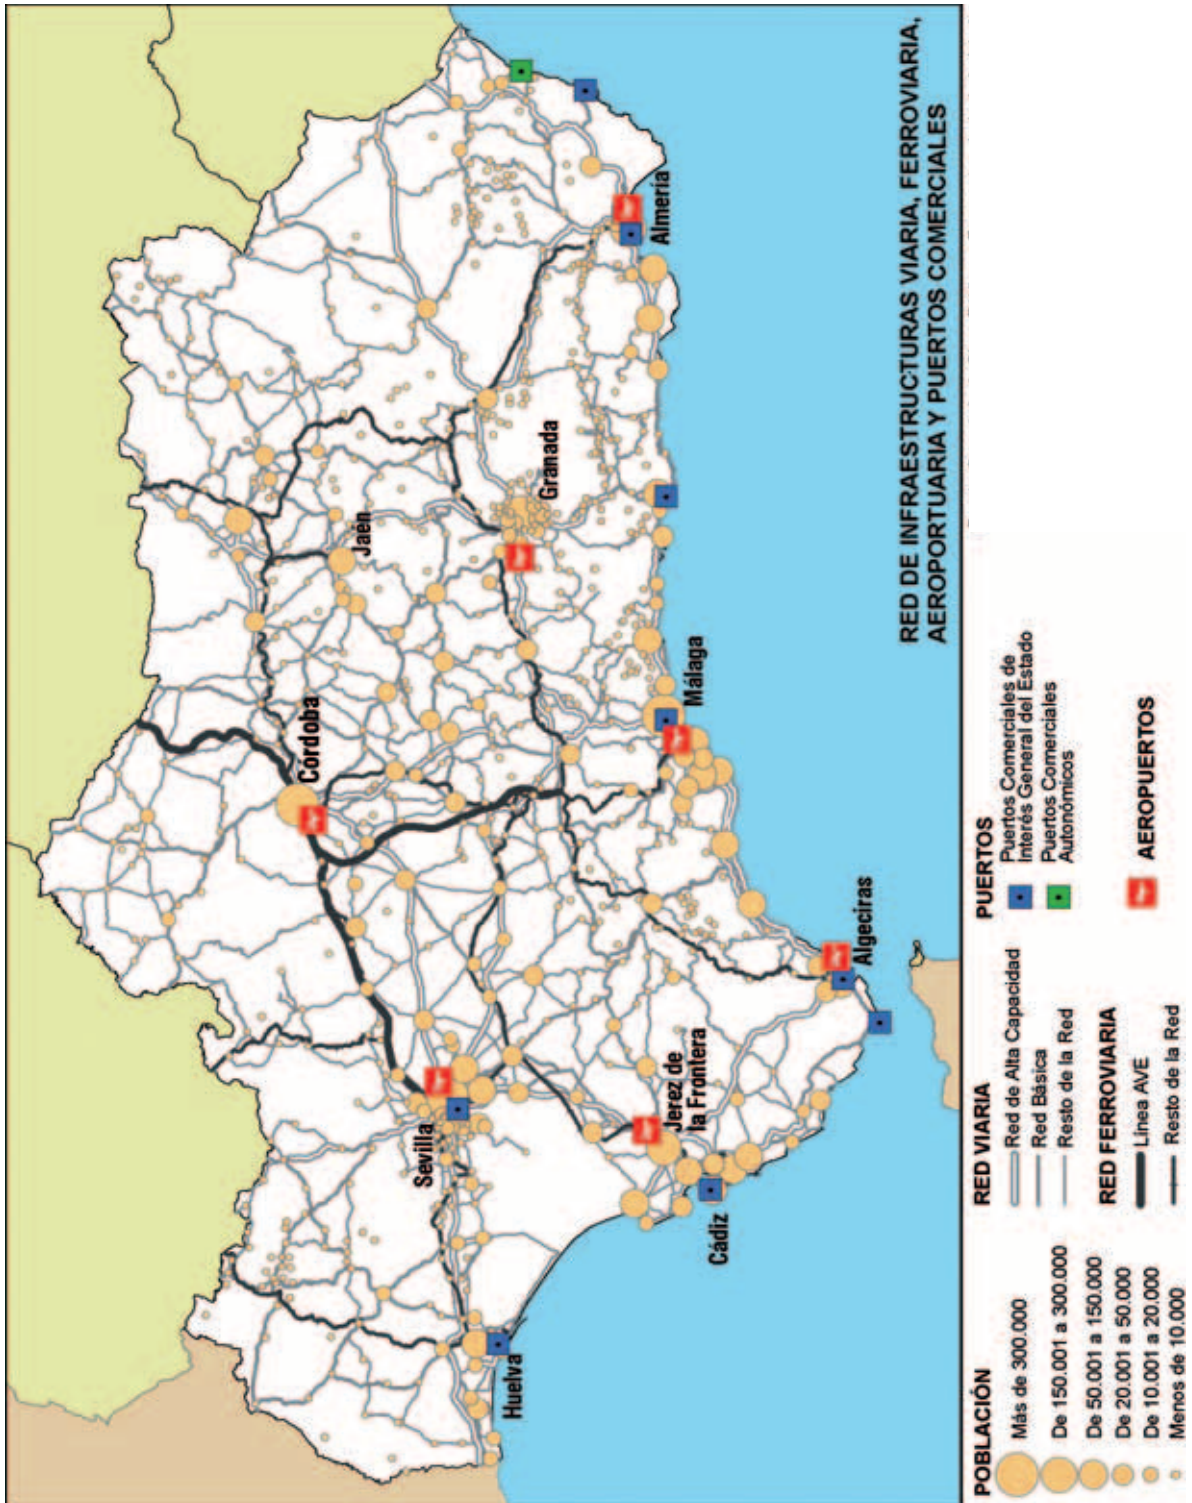 RED DE INFRAESTRUCTURAS VIARIA, FERROVIARIA,
AEROPORTUARIA Y PUERTOS COMERCIALES
Córdoba
Jaén
Sevilla
Huelva
Granada
Almería
Jerez de
la Frontera
Cádiz
Málaga
Algeciras
POBLACIÓN
Más de 300.000
De 150.001 a 300.000
De 50.001 a 150.000
De 20.001 a 50.000
De 10.001 a 20.000
Menos de 10.000
RED VIARIA
Red de Alta Capacidad
Red Básica
Resto de la Red
RED FERROVIARIA
Linea AVE
Resto de la Red
PUERTOS
Puertos Comerciales de
Interés General del Estado
Puertos Comerciales
Autonómicos
AEROPUERTOS